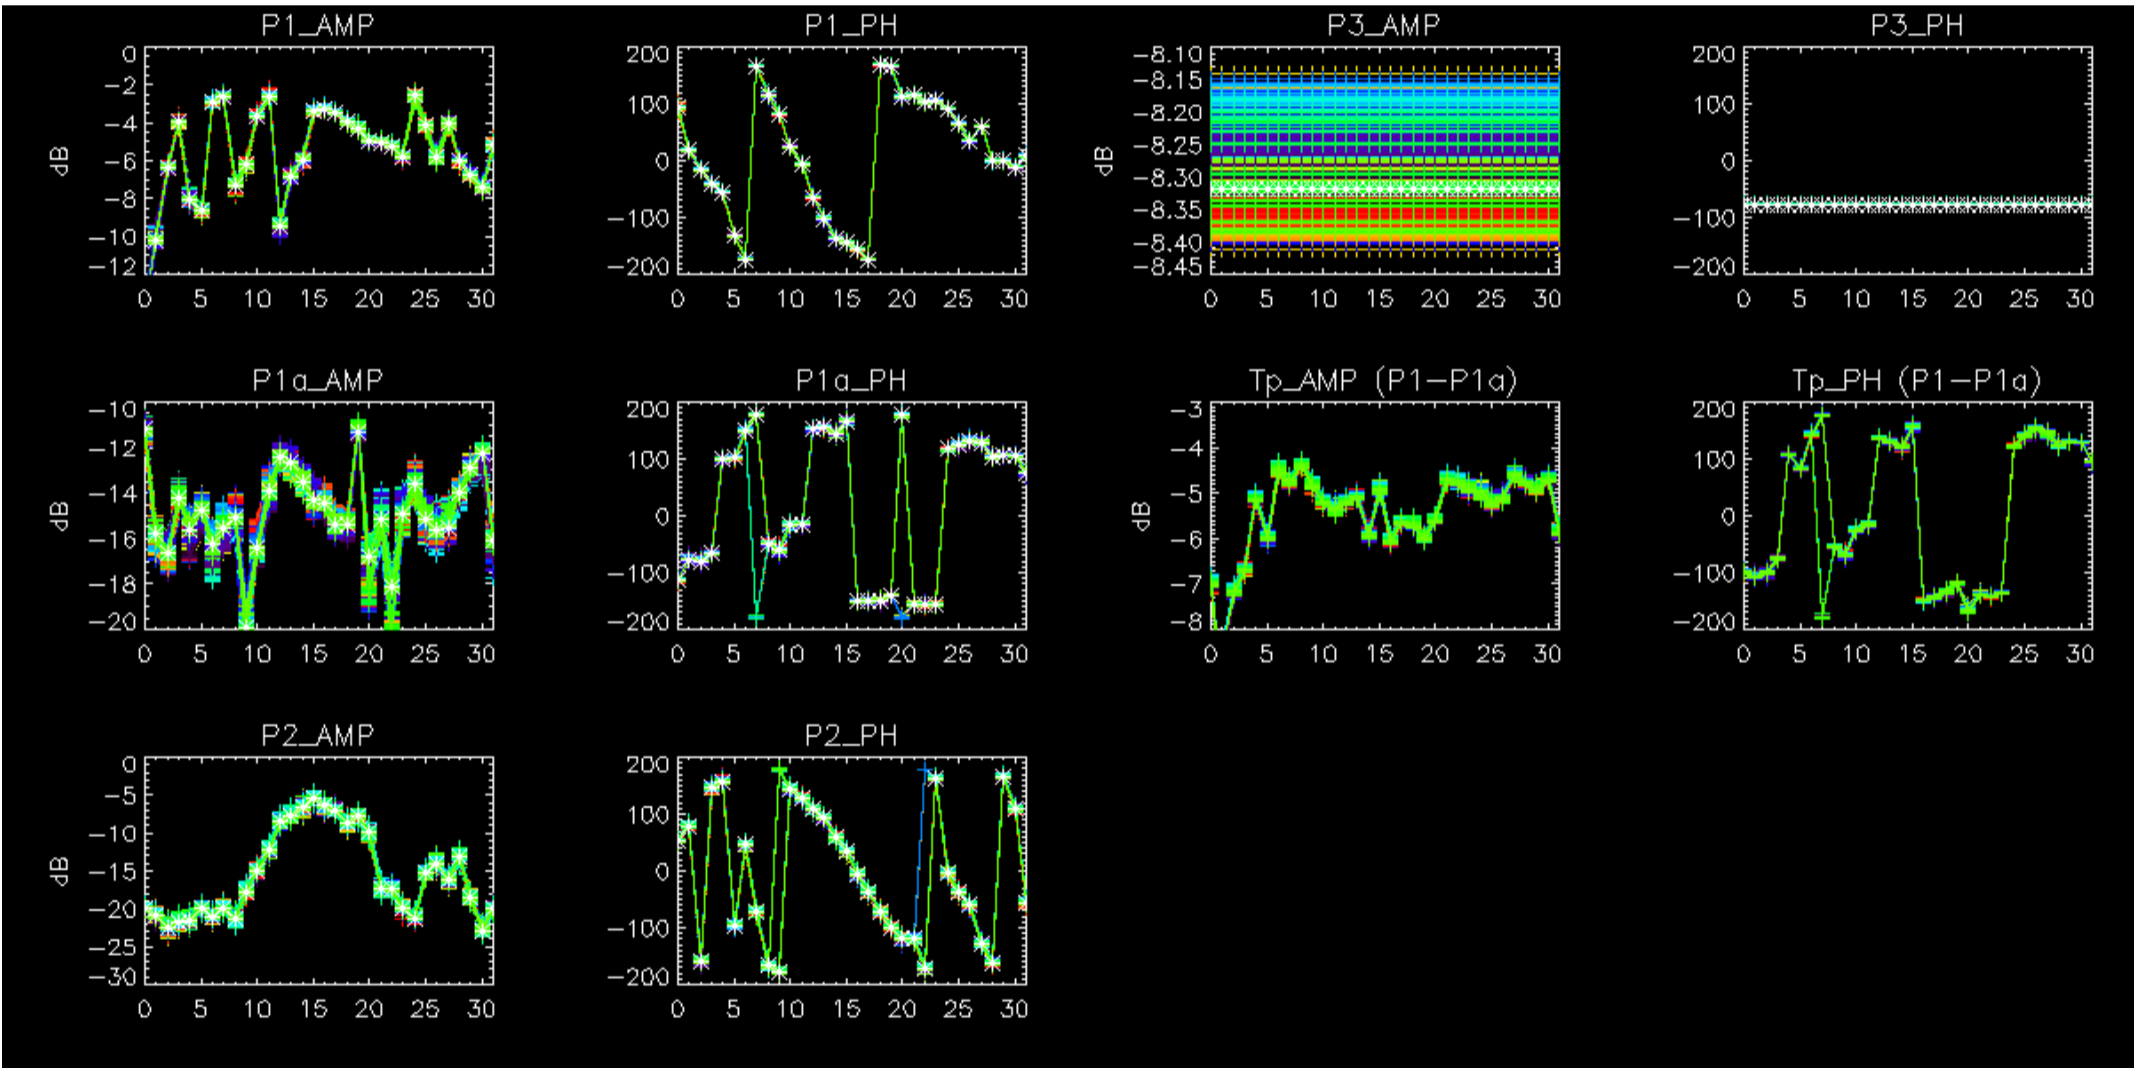 P1_AMP
dB
0
-2
-4
-6
-8
-10
-12
0 5 10 15 20 25 30
P1_PH
200
100
0
-100
-200
0 5 10 15 20 25 30
P3_AMP
dB
-8.10
-8.15
-8.20
-8.25
-8.30
-8.35
-8.40
-8.45
0 5 10 15 20 25 30
P3_PH
200
100
0
-100
-200
0 5 10 15 20 25 30
P1a_AMP
dB
-10
-12
-14
-16
-18
-20
0 5 10 15 20 25 30
P1a_PH
200
100
0
-100
-200
0 5 10 15 20 25 30
Tp_AMP (P1-P1a)
dB
-3
-4
-5
-6
-7
-8
0 5 10 15 20 25 30
Tp_PH (P1-P1a)
200
100
0
-100
-200
0 5 10 15 20 25 30
P2_AMP
dB
0
-5
-10
-15
-20
-25
-30
0 5 10 15 20 25 30
P2_PH
200
100
0
-100
-200
0 5 10 15 20 25 30